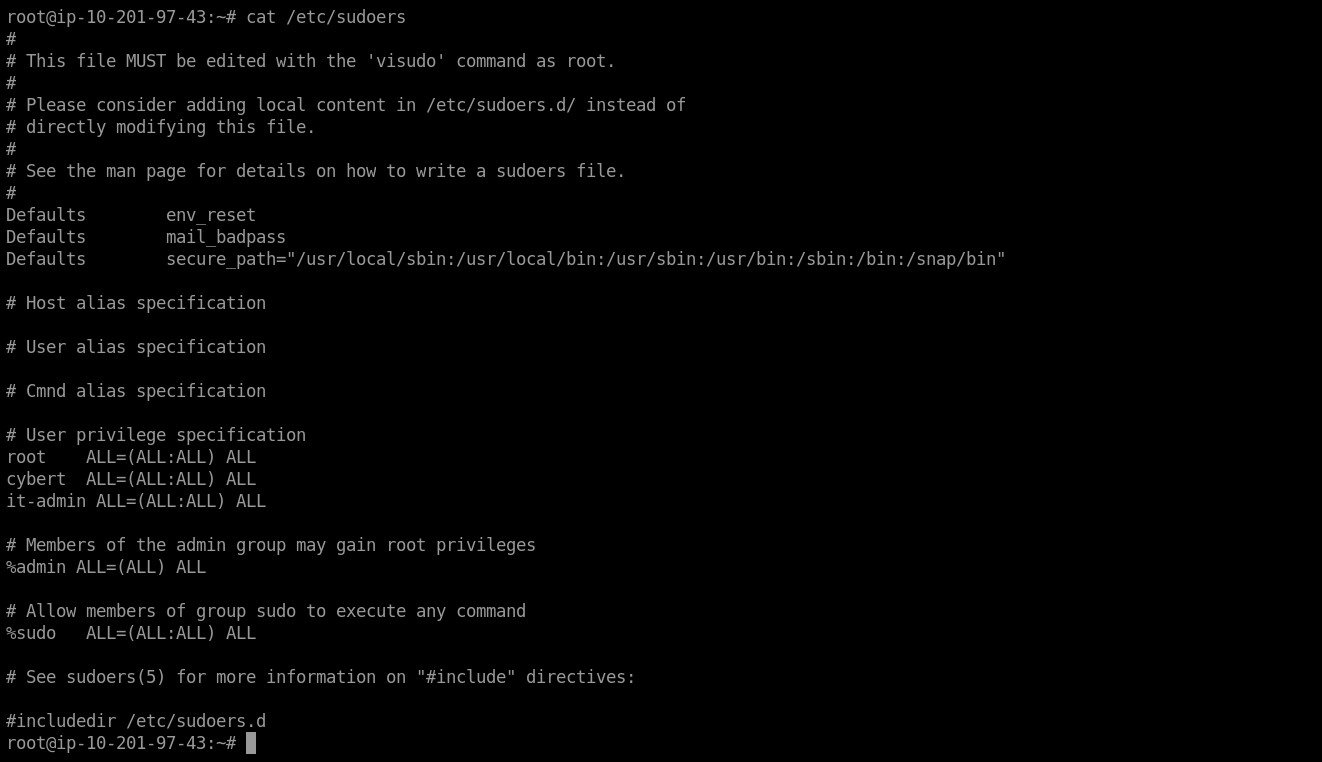 root@ip-10-201-97-43:~# cat /etc/sudoers
#
# This file MUST be edited with the 'visudo' command as root.
#
# Please consider adding local content in /etc/sudoers.d/ instead of
# directly modifying this file.
#
# See the man page for details on how to write a sudoers file.
#
Defaults        env_reset
Defaults        mail_badpass
Defaults        secure_path="/usr/local/sbin:/usr/local/bin:/usr/sbin:/usr/bin:/sbin:/bin:/snap/bin"

# Host alias specification

# User alias specification

# Cmnd alias specification

# User privilege specification
root    ALL=(ALL:ALL) ALL
cybert  ALL=(ALL:ALL) ALL
it-admin ALL=(ALL:ALL) ALL

# Members of the admin group may gain root privileges
%admin ALL=(ALL) ALL

# Allow members of group sudo to execute any command
%sudo   ALL=(ALL:ALL) ALL

# See sudoers(5) for more information on "#include" directives:

#includedir /etc/sudoers.d
root@ip-10-201-97-43:~#